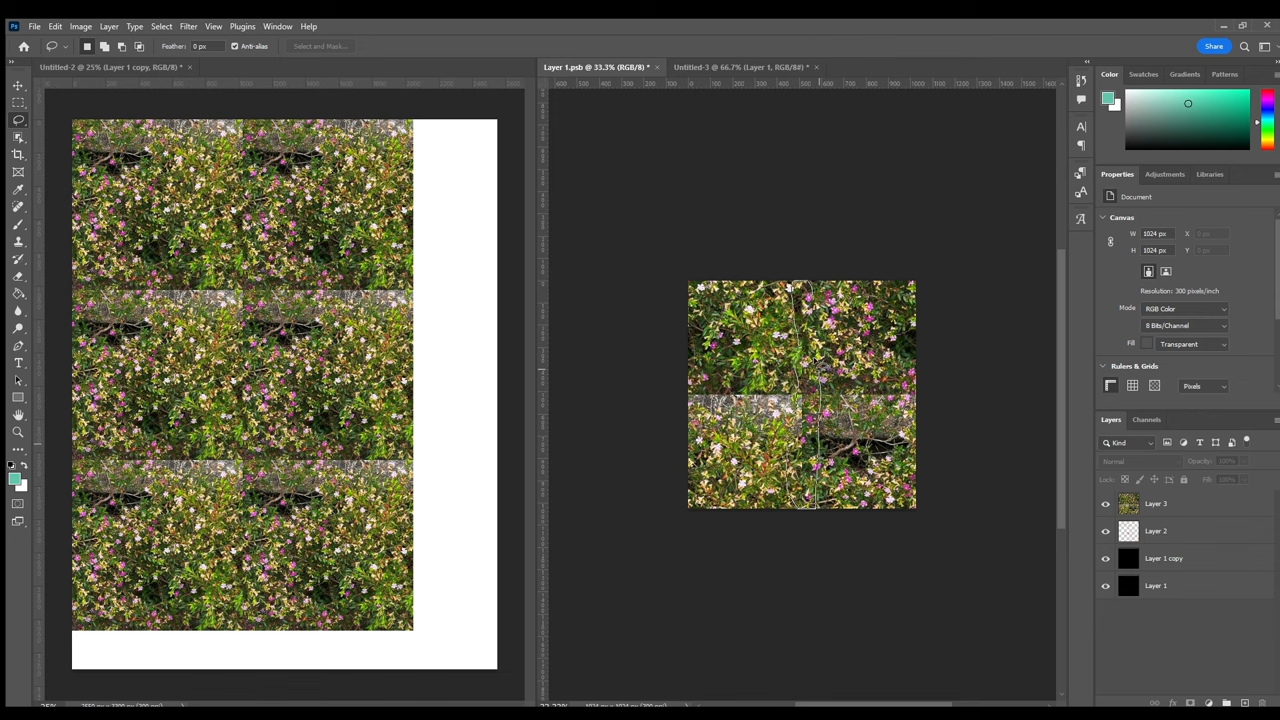 Ps File Edit Image Layer Type Select Filter View Plugins Window Help
Feather: 0 px Anti-alias Select and Mask... Share
Untitled-2 @ 25% (Layer 1 copy, RGB/8) * × Layer 1.psb @ 33.3% (RGB/8) * × Untitled-3 @ 66.7% (Layer 1, RGB/8#) * ×
Color Swatches Gradients Patterns
Properties Adjustments Libraries
Document
Canvas
W 1024 px X 0 px
H 1024 px Y 0 px
Resolution: 300 pixels/inch
Mode RGB Color
8 Bits/Channel
Fill Transparent
Rulers & Grids
Pixels
Layers Channels
Kind
Normal Opacity: 100%
Lock: Fill: 100%
Layer 3
Layer 2
Layer 1 copy
Layer 1